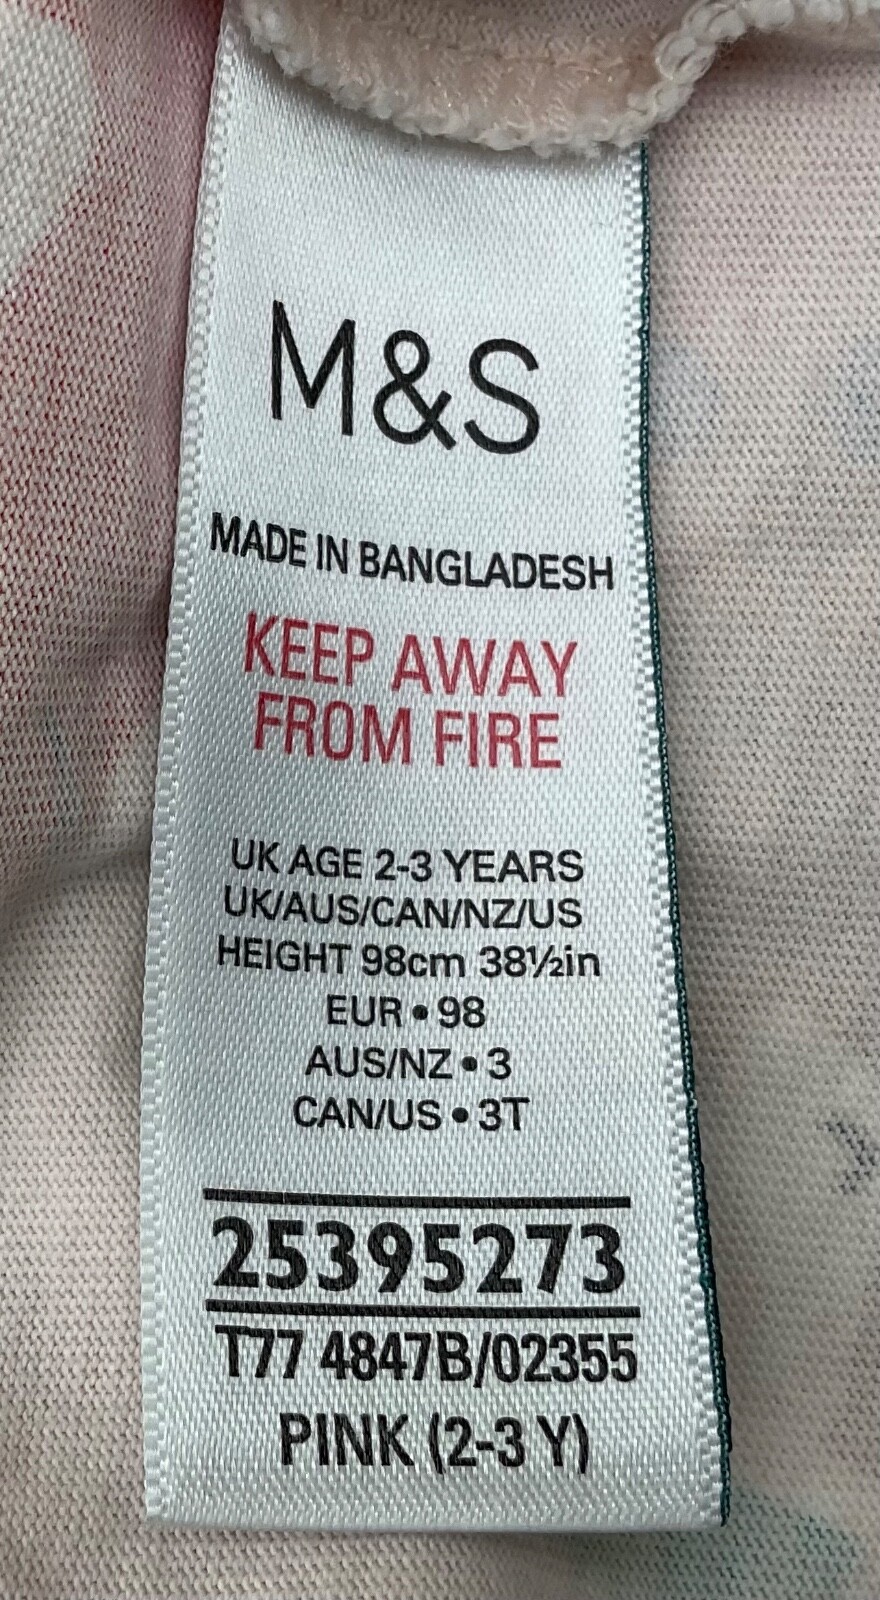 M&S
MADE IN BANGLADESH
KEEP AWAY
FROM FIRE
UK AGE 2-3 YEARS
UK/AUS/CAN/NZ/US
HEIGHT 98cm 38½in
EUR • 98
AUS/NZ • 3
CAN/US • 3T
25395273
T77 4847B/02355
PINK (2-3 Y)